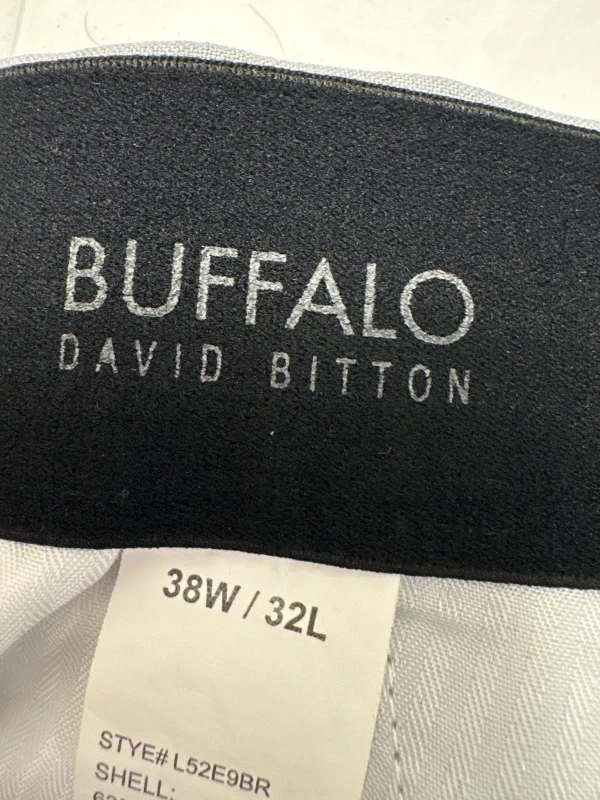 BUFFALO
DAVID BITTON
38W / 32L
STYE# L52E9BR
SHELL: